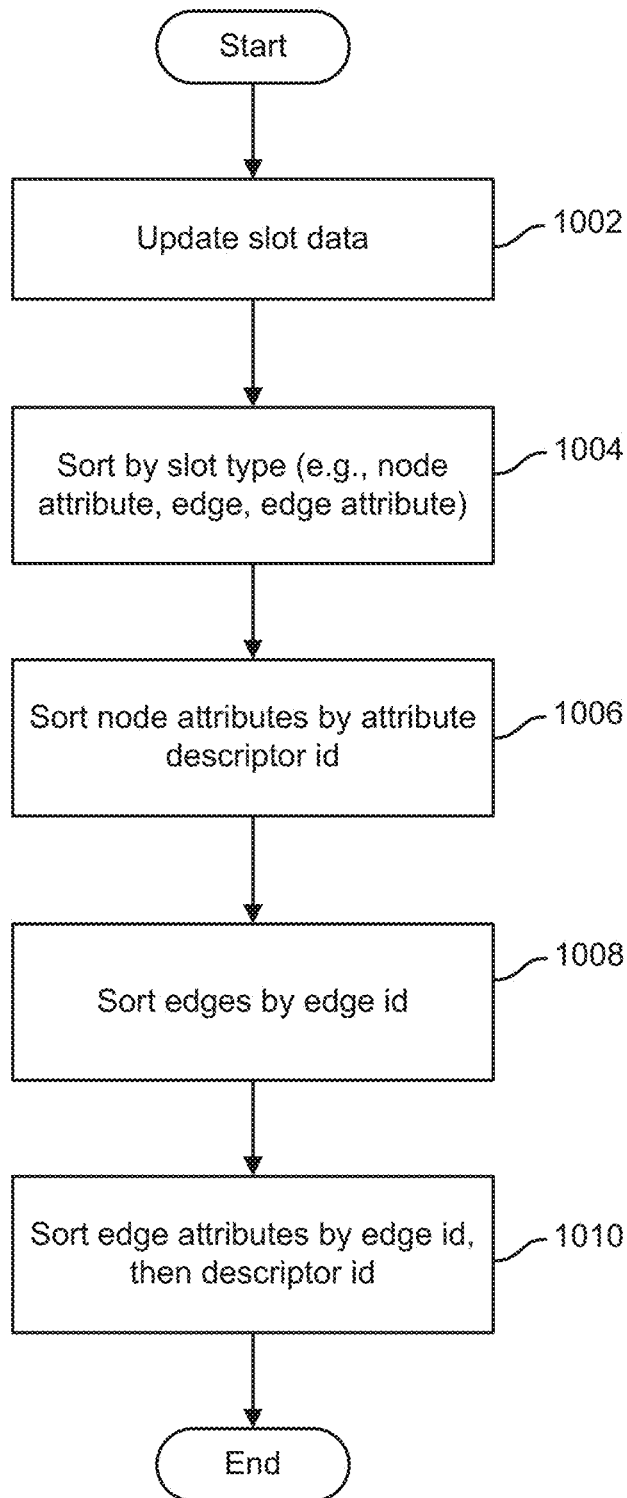 Start
Update slot data
1002
Sort by slot type (e.g., node
attribute, edge, edge attribute)
1004
Sort node attributes by attribute
descriptor id
1006
Sort edges by edge id
1008
Sort edge attributes by edge id,
then descriptor id
1010
End